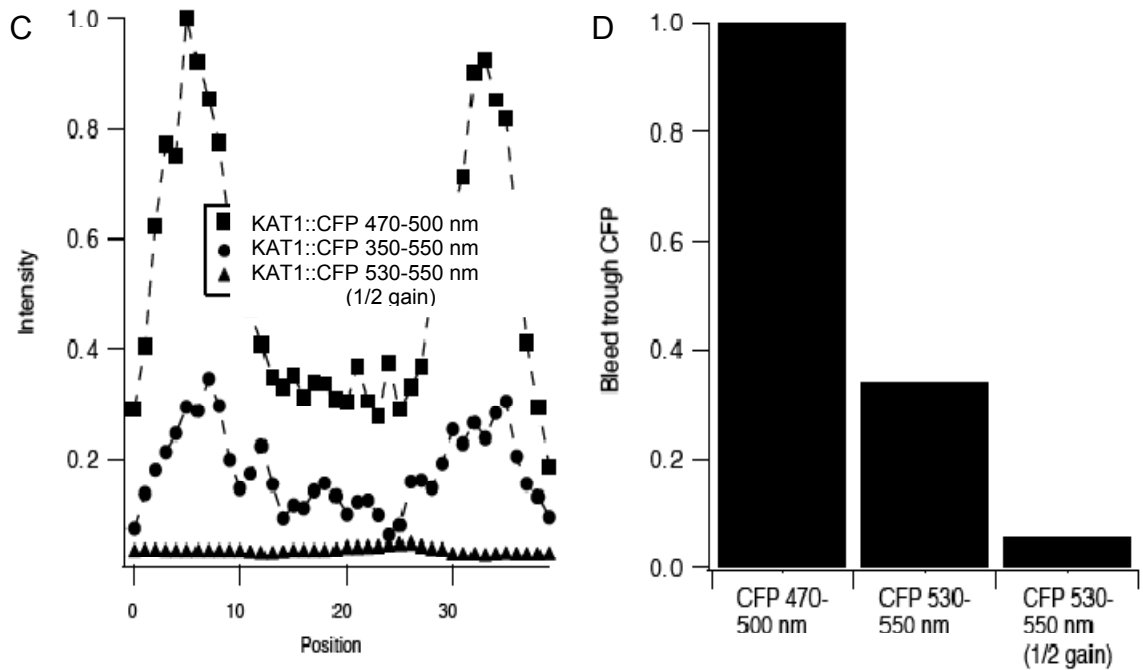 C
1.0
0.8
0.6
0.4
0.2
Intensity
KAT1::CFP 470-500 nm
KAT1::CFP 350-550 nm
KAT1::CFP 530-550 nm
(1/2 gain)
0 10 20 30
Position
D
1.0
0.8
0.6
0.4
0.2
0.0
Bleed trough CFP
CFP 470-
500 nm
CFP 530-
550 nm
CFP 530-
550 nm
(1/2 gain)